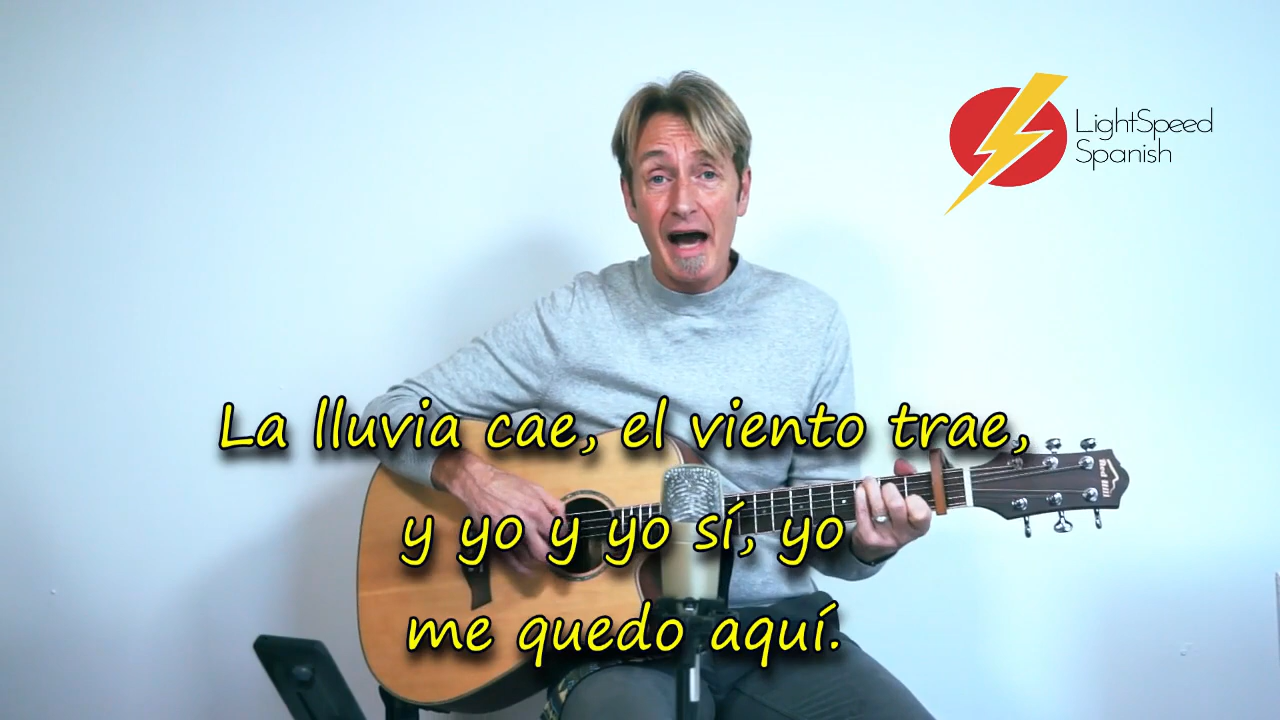 LightSpeed
Spanish
La lluvia cae, el viento trae,
y yo y yo sí, yo
me quedo aquí.